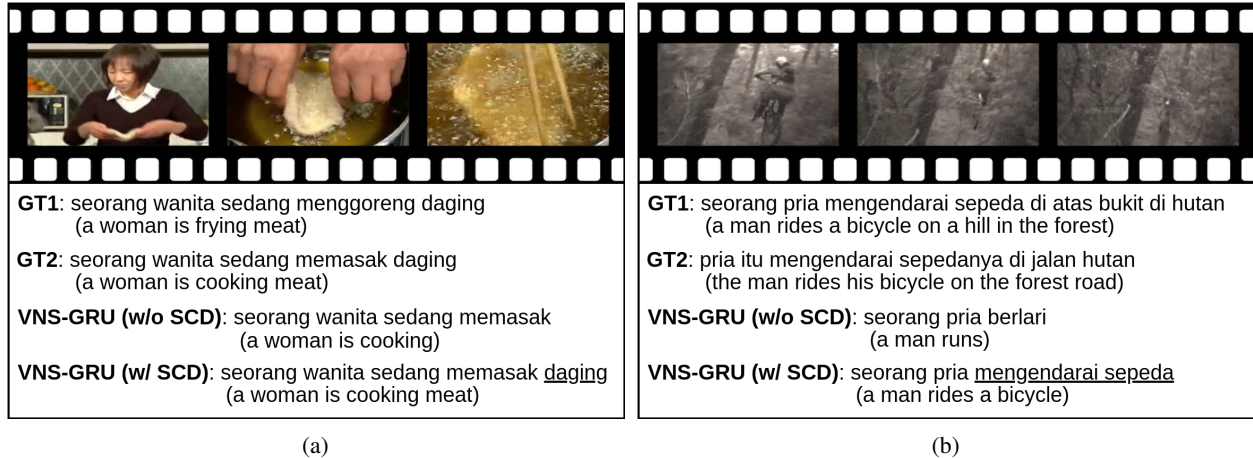 GT1: seorang wanita sedang menggoreng daging
(a woman is frying meat)
GT2: seorang wanita sedang memasak daging
(a woman is cooking meat)
VNS-GRU (w/o SCD): seorang wanita sedang memasak
(a woman is cooking)
VNS-GRU (w/ SCD): seorang wanita sedang memasak daging
(a woman is cooking meat)
(a)
GT1: seorang pria mengendarai sepeda di atas bukit di hutan
(a man rides a bicycle on a hill in the forest)
GT2: pria itu mengendarai sepedanya di jalan hutan
(the man rides his bicycle on the forest road)
VNS-GRU (w/o SCD): seorang pria berlari
(a man runs)
VNS-GRU (w/ SCD): seorang pria mengendarai sepeda
(a man rides a bicycle)
(b)